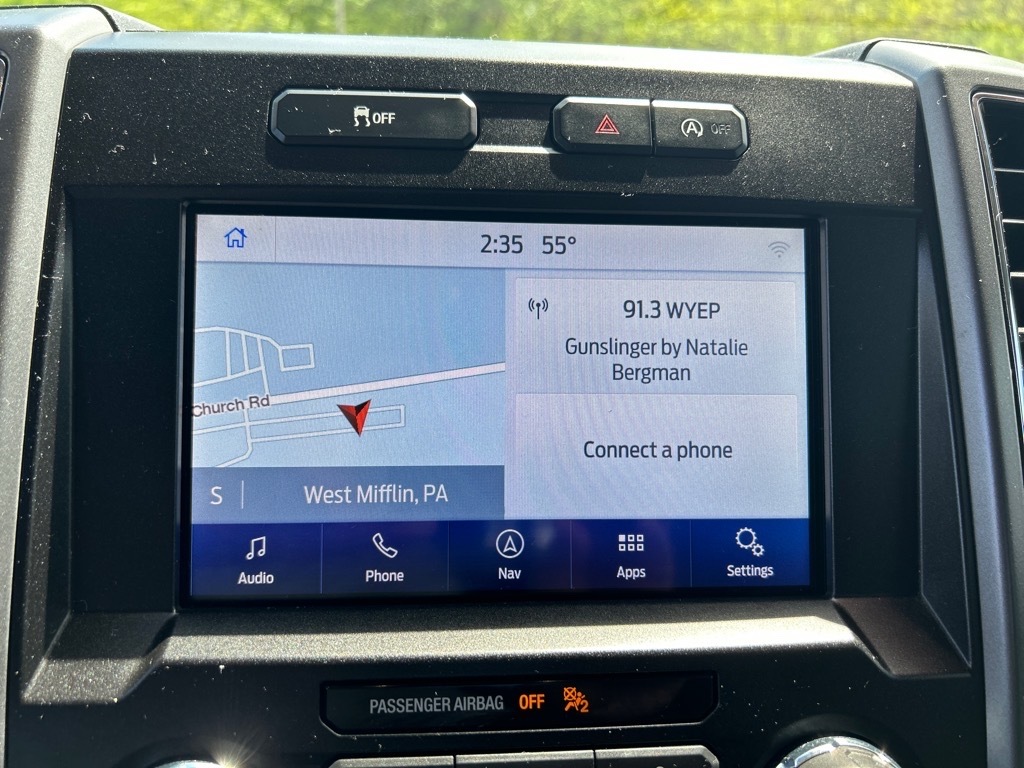 OFF
A OFF
2:35 55°
91.3 WYEP
Gunslinger by Natalie
Bergman
Church Rd
Connect a phone
S West Mifflin, PA
Audio Phone Nav Apps Settings
PASSENGER AIRBAG OFF 2